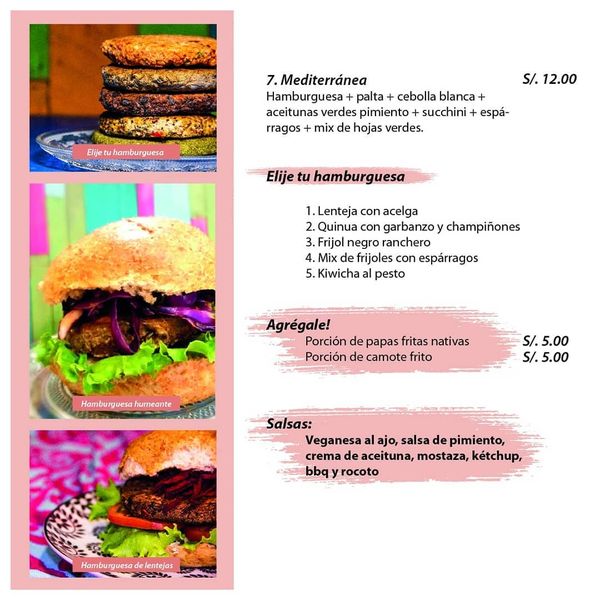 Elije tu hamburguesa
Hamburguesa humeante
Hamburguesa de lentejas
7. Mediterránea S/. 12.00
Hamburguesa + palta + cebolla blanca +
aceitunas verdes pimiento + succhini + espá-
rragos + mix de hojas verdes.
Elije tu hamburguesa
1. Lenteja con acelga
2. Quinua con garbanzo y champiñones
3. Frijol negro ranchero
4. Mix de frijoles con espárragos
5. Kiwicha al pesto
Agrégale!
Porción de papas fritas nativas S/. 5.00
Porción de camote frito S/. 5.00
Salsas:
Veganesa al ajo, salsa de pimiento,
crema de aceituna, mostaza, kétchup,
bbq y rocoto